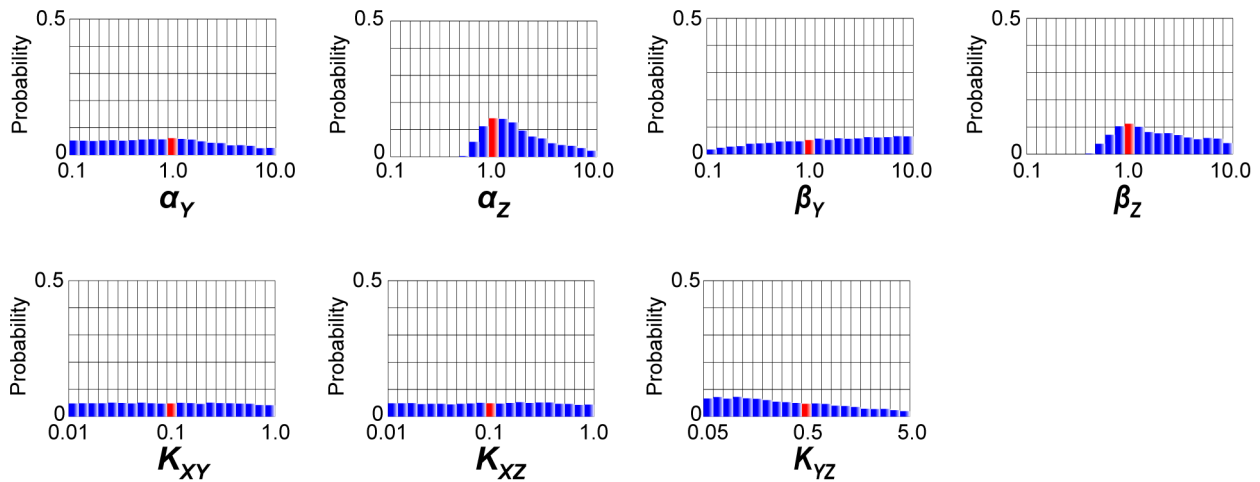 0.5 0.5 0.5 0.5
Probability Probability Probability Probability
0 0 0 0
0.1 1.0 10.0 0.1 1.0 10.0 0.1 1.0 10.0 0.1 1.0 10.0
αY αZ βY βZ
0.5 0.5 0.5
Probability Probability Probability
0 0 0
0.01 0.1 1.0 0.01 0.1 1.0 0.05 0.5 5.0
KXY KXZ KYZ